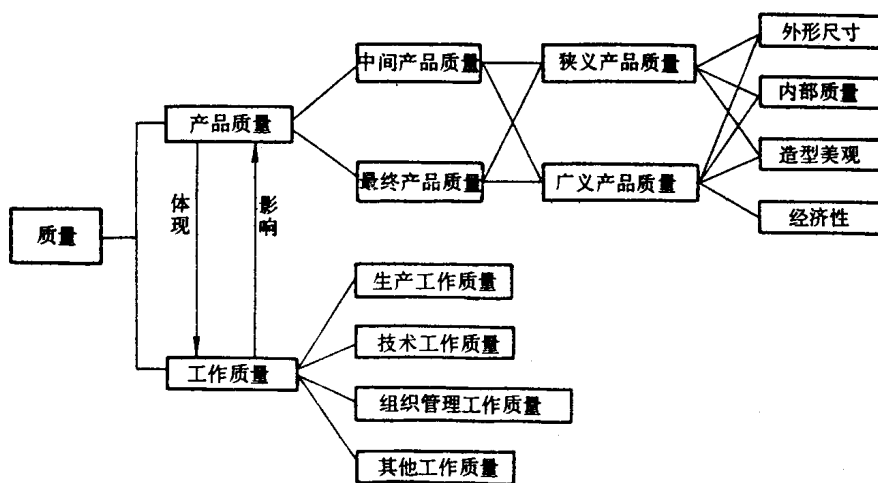 外形尺寸
中间产品质量
狭义产品质量
内部质量
产品质量
造型美观
最终产品质量
广义产品质量
体现
影响
经济性
质量
生产工作质量
技术工作质量
工作质量
组织管理工作质量
其他工作质量